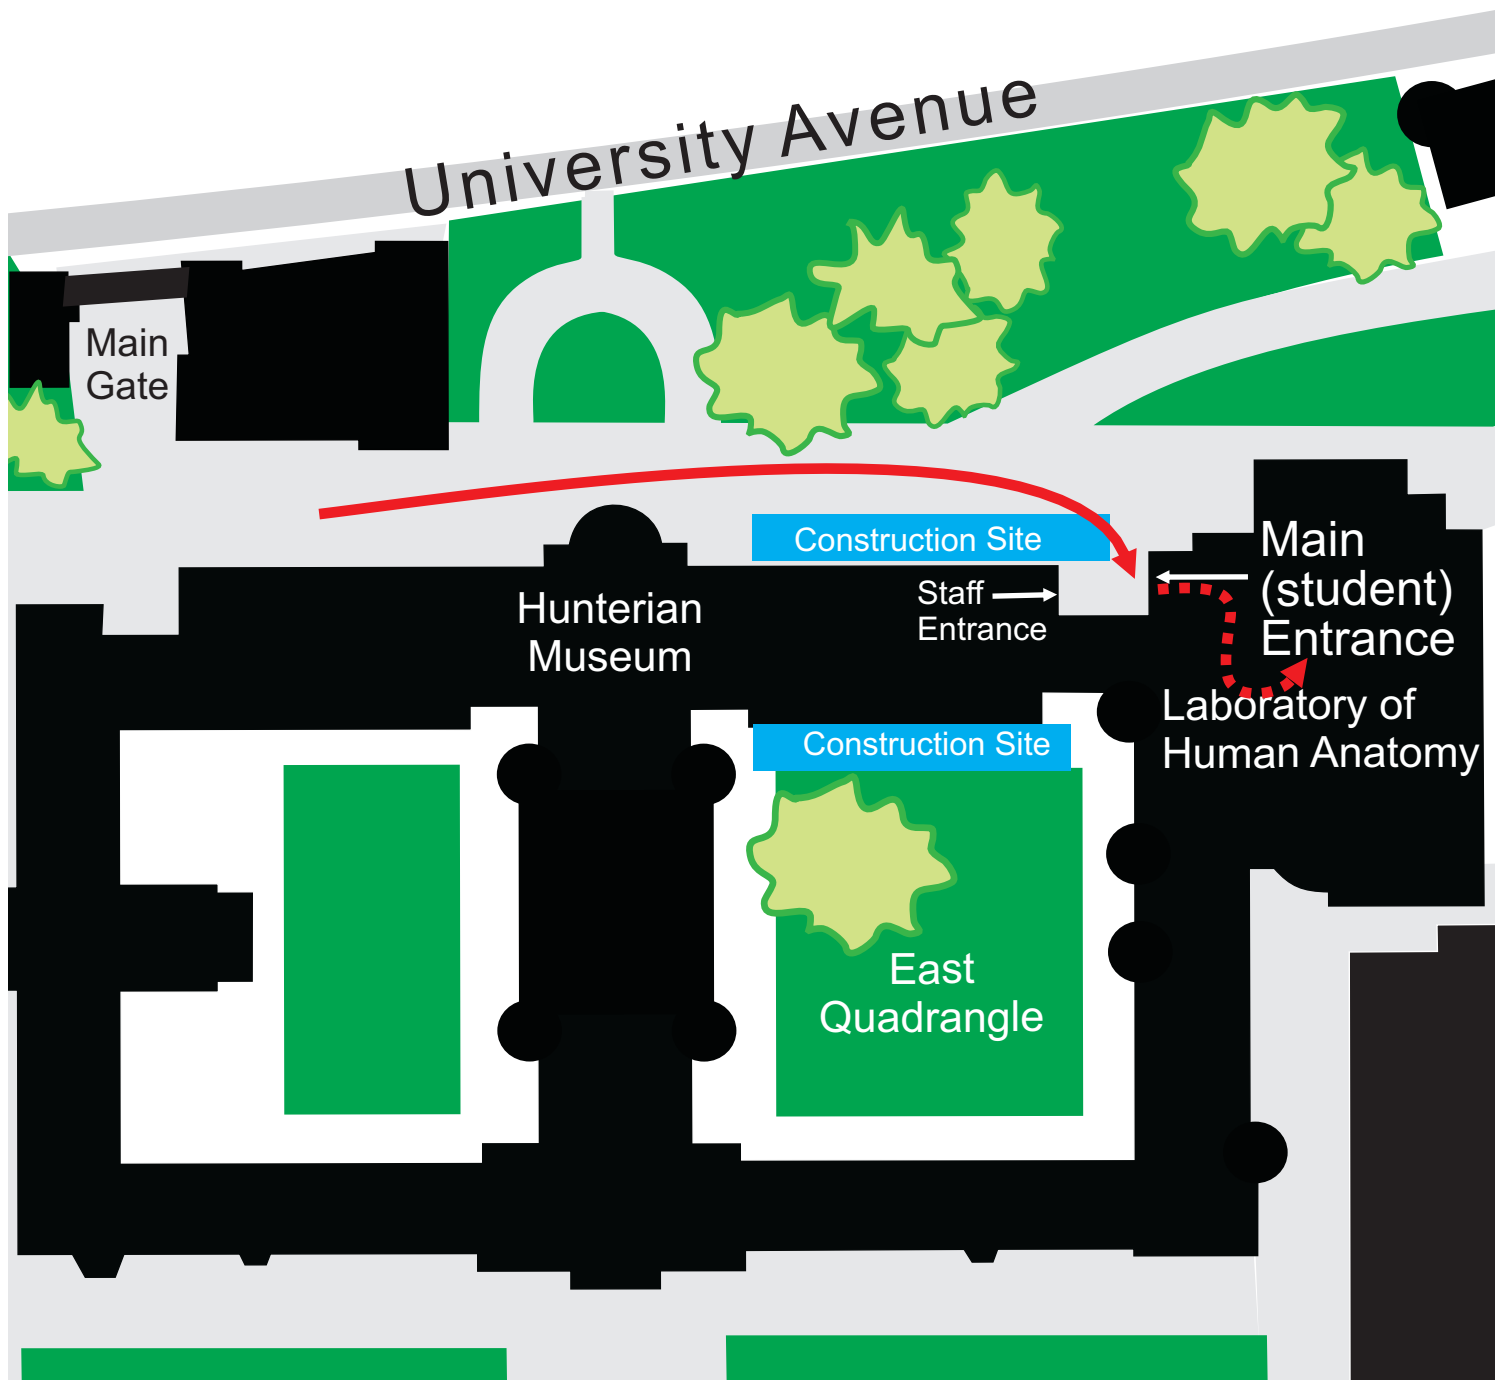 University Avenue
Main
Gate
Construction Site
Main
(student)
Entrance
Staff
Entrance
Hunterian
Museum
Laboratory of
Human Anatomy
Construction Site
East
Quadrangle